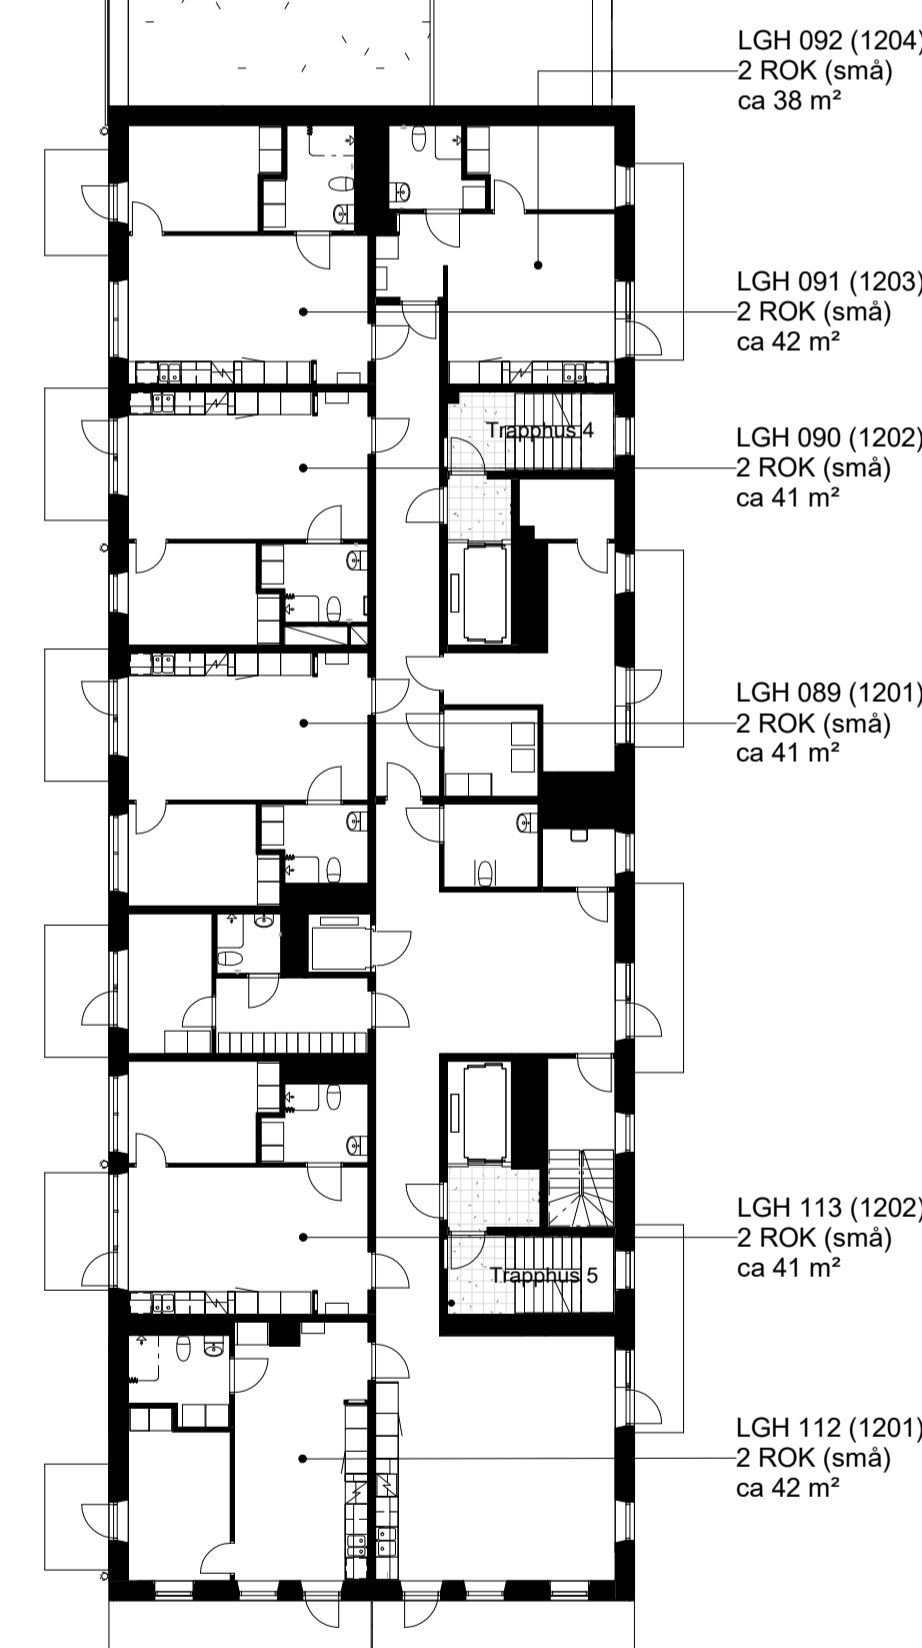 LGH 092 (1204)
2 ROK (små)
ca 38 m²
LGH 091 (1203)
2 ROK (små)
ca 42 m²
Trapphus 4
LGH 090 (1202)
2 ROK (små)
ca 41 m²
LGH 089 (1201)
2 ROK (små)
ca 41 m²
LGH 113 (1202)
2 ROK (små)
ca 41 m²
Trapphus 5
LGH 112 (1201)
2 ROK (små)
ca 42 m²